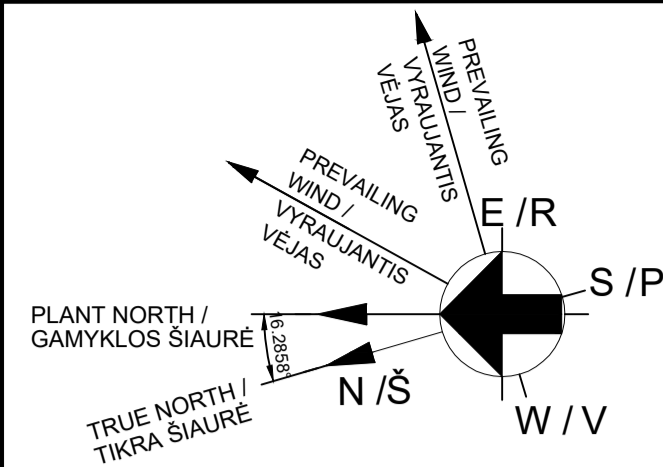 PREVAILING
WIND /
VYRAUJANTIS
VĖJAS
PREVAILING
WIND /
VYRAUJANTIS
VĖJAS
E /R
S /P
PLANT NORTH /
GAMYKLOS ŠIAURĖ
16.2858°
N /Š
TRUE NORTH /
TIKRA ŠIAURĖ
W / V